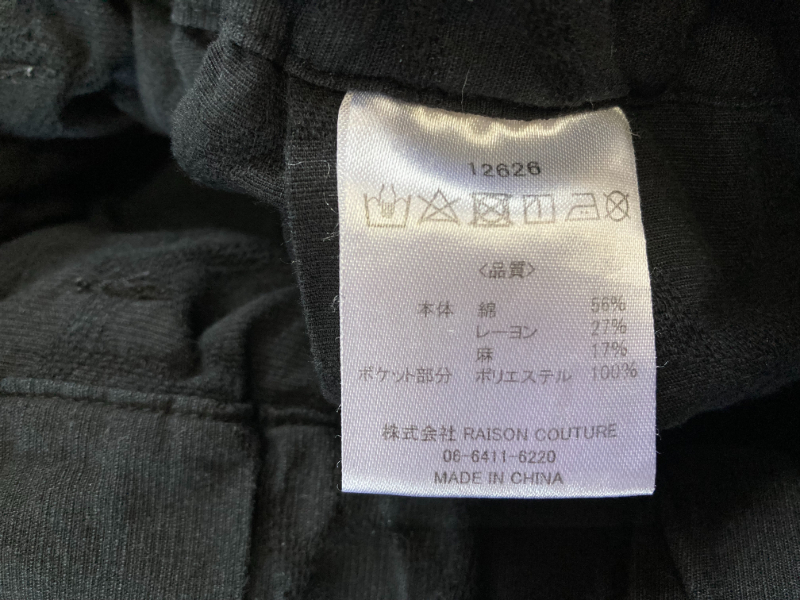 12626
〈品質〉
本体 綿 56%
レーヨン 27%
麻 17%
ポケット部分 ポリエステル 100%
株式会社 RAISON COUTURE
06-6411-6220
MADE IN CHINA